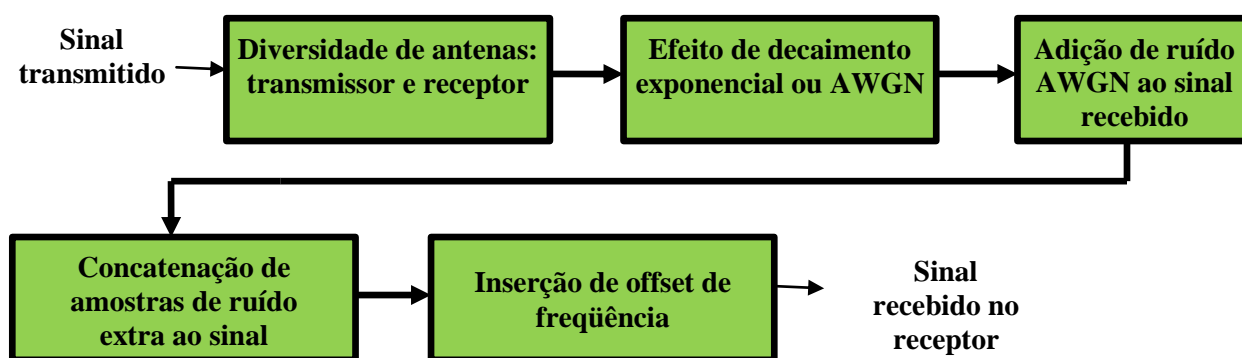 Sinal
transmitido
Diversidade de antenas:
transmissor e receptor
Efeito de decaimento
exponencial ou AWGN
Adição de ruído
AWGN ao sinal
recebido
Concatenação de
amostras de ruído
extra ao sinal
Inserção de offset de
freqüência
Sinal
recebido no
receptor